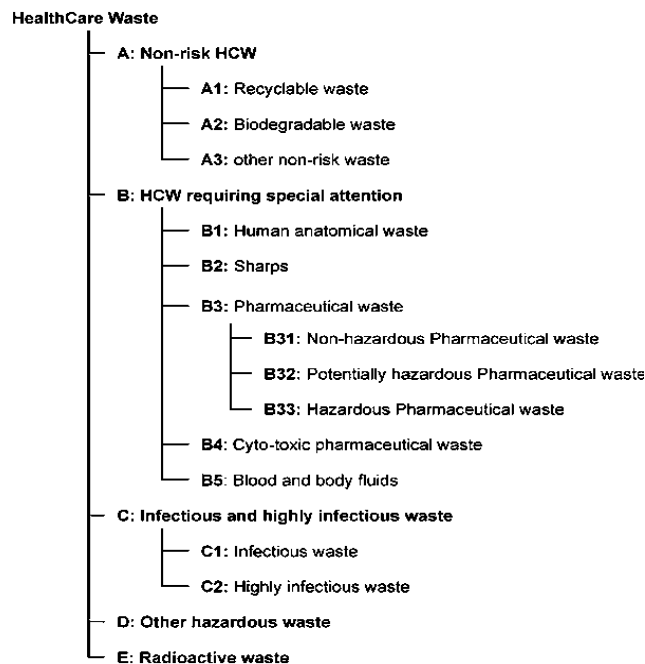 HealthCare Waste
A: Non-risk HCW
A1: Recyclable waste
A2: Biodegradable waste
A3: other non-risk waste
B: HCW requiring special attention
B1: Human anatomical waste
B2: Sharps
B3: Pharmaceutical waste
B31: Non-hazardous Pharmaceutical waste
B32: Potentially hazardous Pharmaceutical waste
B33: Hazardous Pharmaceutical waste
B4: Cyto-toxic pharmaceutical waste
B5: Blood and body fluids
C: Infectious and highly infectious waste
C1: Infectious waste
C2: Highly infectious waste
D: Other hazardous waste
E: Radioactive waste